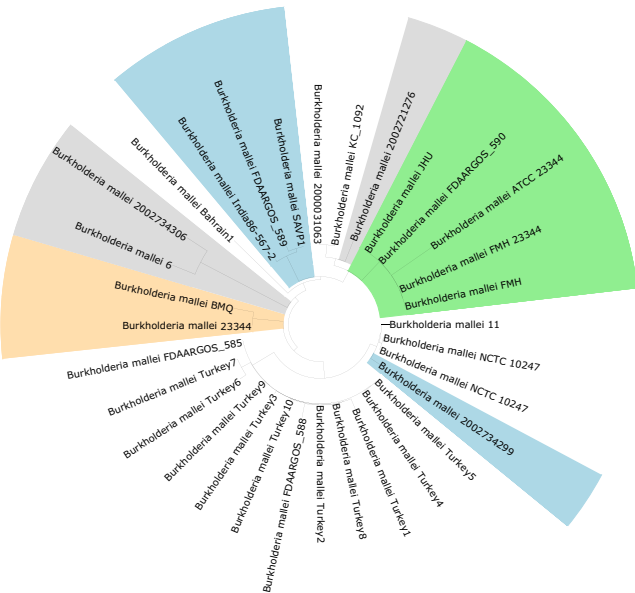 Burkholderia mallei 2000031063
Burkholderia mallei KC_1092
Burkholderia mallei 2002721276
Burkholderia mallei JHU
Burkholderia mallei FDAARGOS_590
Burkholderia mallei ATCC 23344
Burkholderia mallei FMH 23344
Burkholderia mallei FMH
Burkholderia mallei 11
Burkholderia mallei NCTC 10247
Burkholderia mallei NCTC 10247
Burkholderia mallei 2002734299
Burkholderia mallei Turkey5
Burkholderia mallei Turkey4
Burkholderia mallei Turkey1
Burkholderia mallei Turkey8
Burkholderia mallei Turkey2
Burkholderia mallei FDAARGOS_588
Burkholderia mallei Turkey10
Burkholderia mallei Turkey3
Burkholderia mallei Turkey9
Burkholderia mallei Turkey6
Burkholderia mallei Turkey7
Burkholderia mallei FDAARGOS_585
Burkholderia mallei 23344
Burkholderia mallei BMQ
Burkholderia mallei 6
Burkholderia mallei 2002734306
Burkholderia mallei Bahrain1
Burkholderia mallei India86-567-2
Burkholderia mallei FDAARGOS_589
Burkholderia mallei SAVP1